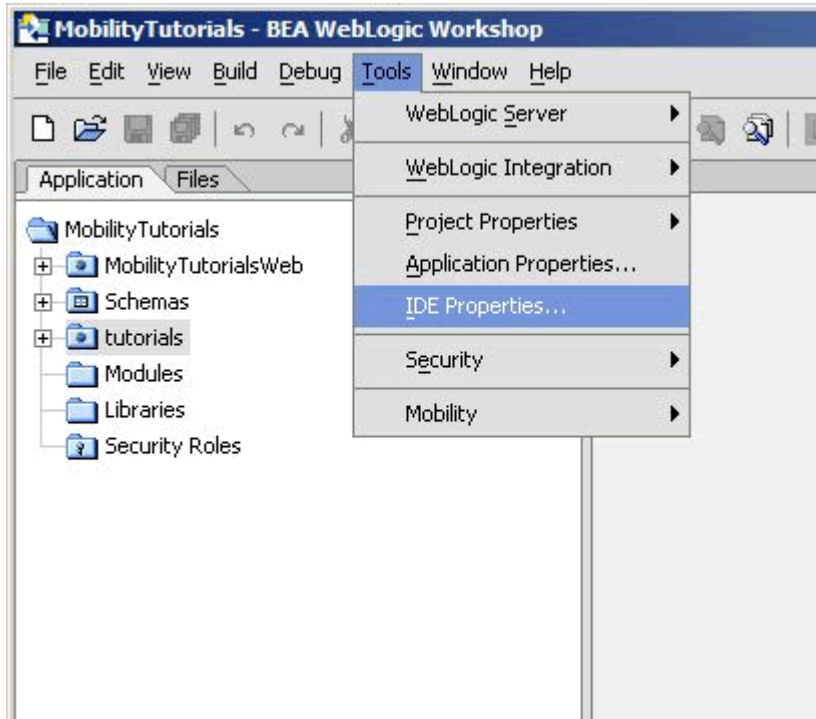 MobilityTutorials - BEA WebLogic Workshop
File Edit View Build Debug Tools Window Help
WebLogic Server
WebLogic Integration
Project Properties
Application Properties...
IDE Properties...
Security
Mobility
Application Files
MobilityTutorials
MobilityTutorialsWeb
Schemas
tutorials
Modules
Libraries
Security Roles